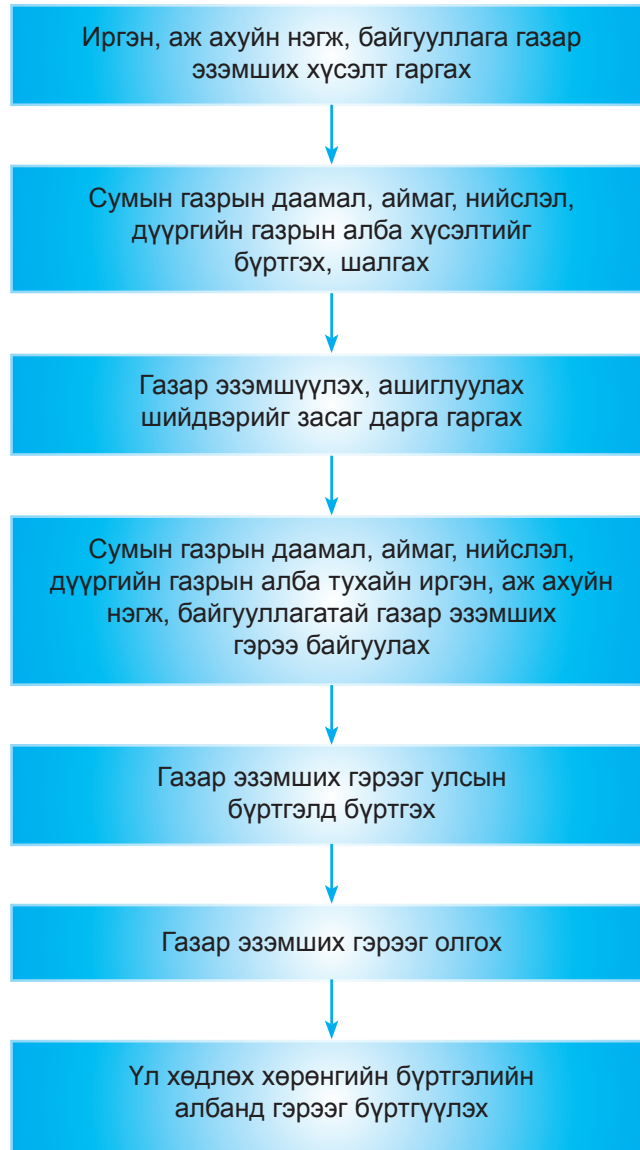 Иргэн, аж ахуйн нэгж, байгууллага газар
эзэмших хүсэлт гаргах
Сумын газрын даамал, аймаг, нийслэл,
дүүргийн газрын алба хүсэлтийг
бүртгэх, шалгах
Газар эзэмшүүлэх, ашиглуулах
шийдвэрийг засаг дарга гаргах
Сумын газрын даамал, аймаг, нийслэл,
дүүргийн газрын алба тухайн иргэн, аж ахуйн
нэгж, байгууллагатай газар эзэмших
гэрээ байгуулах
Газар эзэмших гэрээг улсын
бүртгэлд бүртгэх
Газар эзэмших гэрээг олгох
Үл хөдлөх хөрөнгийн бүртгэлийн
албанд гэрээг бүртгүүлэх